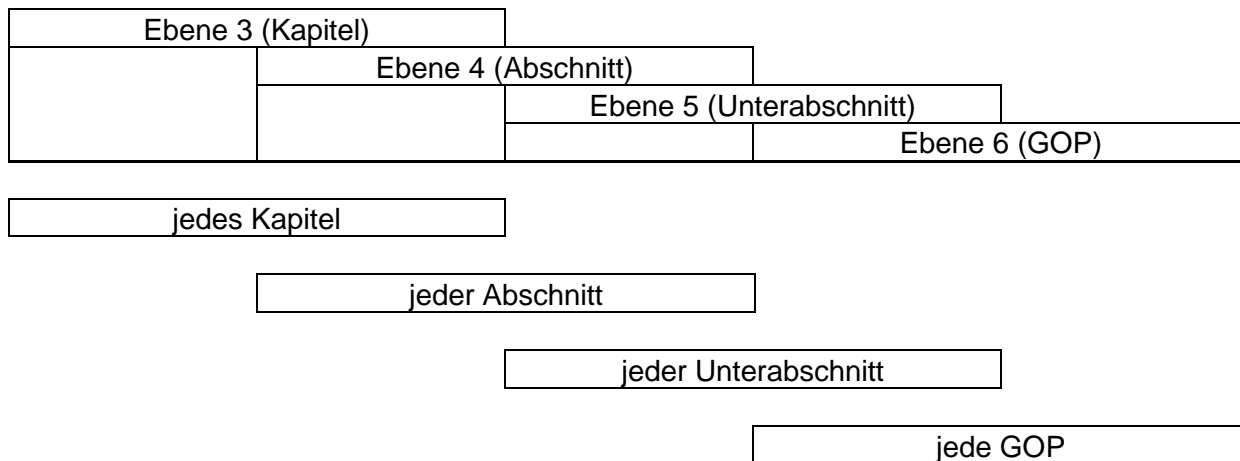 Ebene 3 (Kapitel)
Ebene 4 (Abschnitt)
Ebene 5 (Unterabschnitt)
Ebene 6 (GOP)
jedes Kapitel
jeder Abschnitt
jeder Unterabschnitt
jede GOP